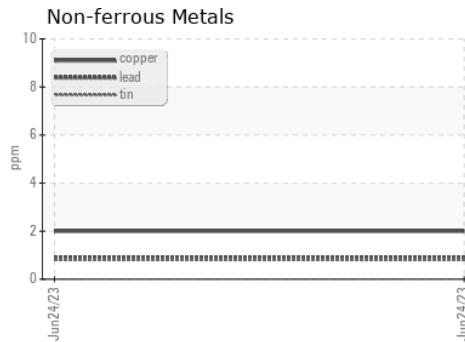 Non-ferrous Metals
10
copper
lead
tin
8
6
ppm
4
2
0
Jun24/23
Jun24/23